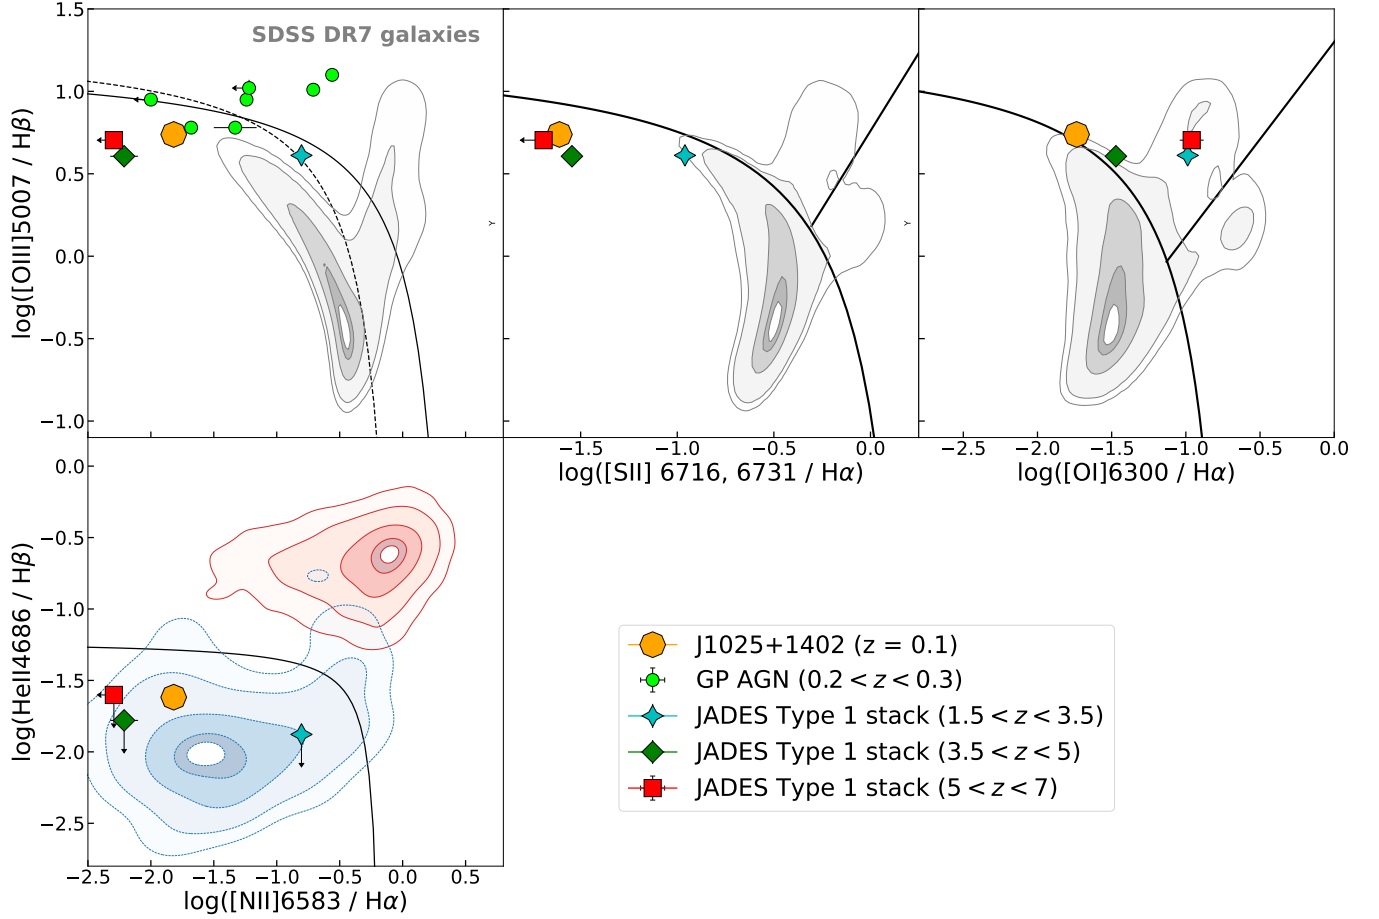 SDSS DR7 galaxies
1.5
1.0
0.5
0.0
−0.5
−1.0
log([OIII]5007 / Hβ)
Y
Y
−1.5 −1.0 −0.5 0.0
log([SII] 6716, 6731 / Hα)
−2.5 −2.0 −1.5 −1.0 −0.5 0.0
log([OI]6300 / Hα)
0.0
−0.5
−1.0
−1.5
−2.0
−2.5
log(HeII4686 / Hβ)
−2.5 −2.0 −1.5 −1.0 −0.5 0.0 0.5
log([NII]6583 / Hα)
J1025+1402 (z = 0.1)
GP AGN (0.2 < z < 0.3)
JADES Type 1 stack (1.5 < z < 3.5)
JADES Type 1 stack (3.5 < z < 5)
JADES Type 1 stack (5 < z < 7)